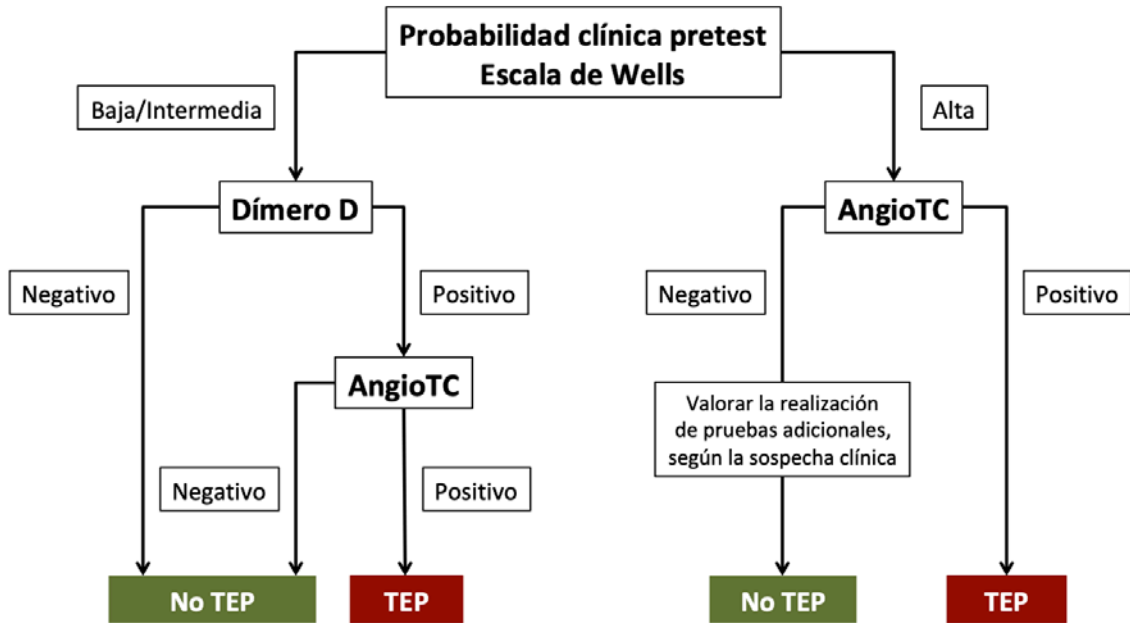 Probabilidad clínica pretest
Escala de Wells
Baja/Intermedia
Alta
Dímero D
AngioTC
Negativo
Positivo
Negativo
Positivo
AngioTC
Valorar la realización
de pruebas adicionales,
según la sospecha clínica
Negativo
Positivo
No TEP
TEP
No TEP
TEP